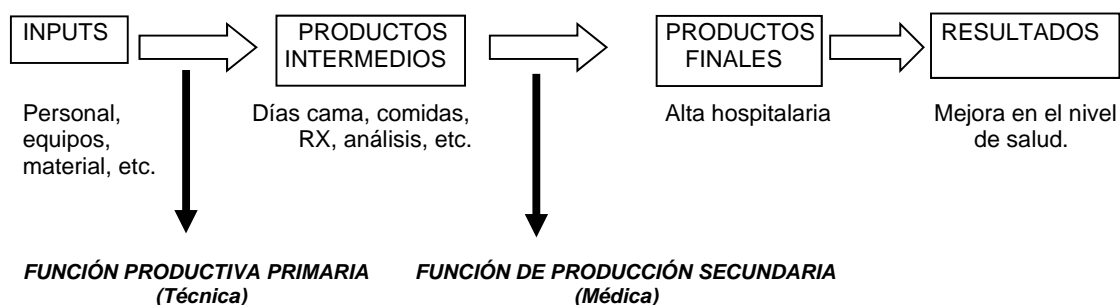 INPUTS
PRODUCTOS
INTERMEDIOS
PRODUCTOS
FINALES
RESULTADOS
Personal,
equipos,
material, etc.
Días cama, comidas,
RX, análisis, etc.
Alta hospitalaria
Mejora en el nivel
de salud.
FUNCIÓN PRODUCTIVA PRIMARIA
(Técnica)
FUNCIÓN DE PRODUCCIÓN SECUNDARIA
(Médica)